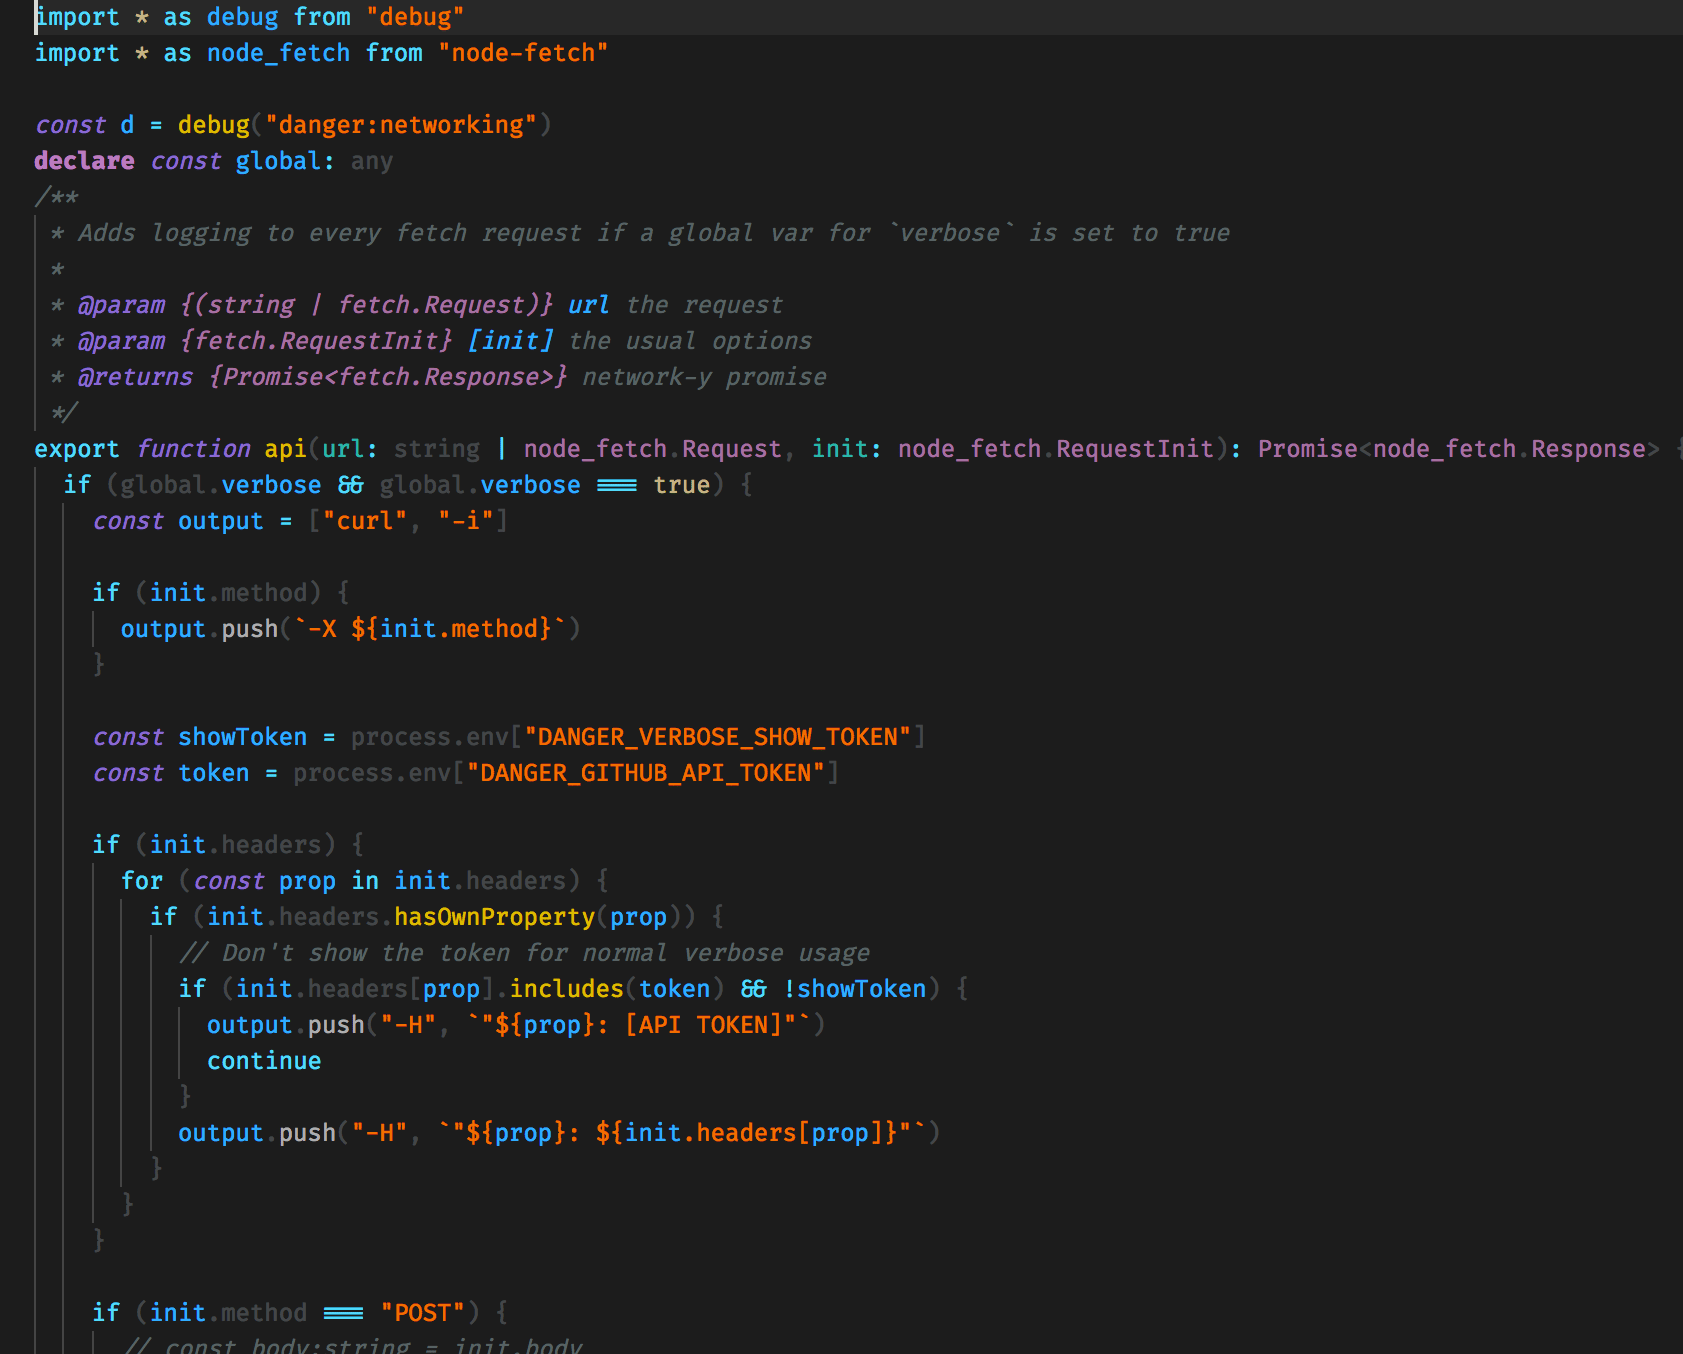 import * as debug from "debug"
import * as node_fetch from "node-fetch"

const d = debug("danger:networking")
declare const global: any
/**
 * Adds logging to every fetch request if a global var for `verbose` is set to true
 *
 * @param {(string | fetch.Request)} url the request
 * @param {fetch.RequestInit} [init] the usual options
 * @returns {Promise<fetch.Response>} network-y promise
 */
export function api(url: string | node_fetch.Request, init: node_fetch.RequestInit): Promise<node_fetch.Response> {
  if (global.verbose && global.verbose === true) {
    const output = ["curl", "-i"]

    if (init.method) {
      output.push(`-X ${init.method}`)
    }

    const showToken = process.env["DANGER_VERBOSE_SHOW_TOKEN"]
    const token = process.env["DANGER_GITHUB_API_TOKEN"]

    if (init.headers) {
      for (const prop in init.headers) {
        if (init.headers.hasOwnProperty(prop)) {
          // Don't show the token for normal verbose usage
          if (init.headers[prop].includes(token) && !showToken) {
            output.push("-H", `"${prop}: [API TOKEN]"`)
            continue
          }
          output.push("-H", `"${prop}: ${init.headers[prop]}"`)
        }
      }
    }

    if (init.method === "POST") {
      // const body:string = init.body